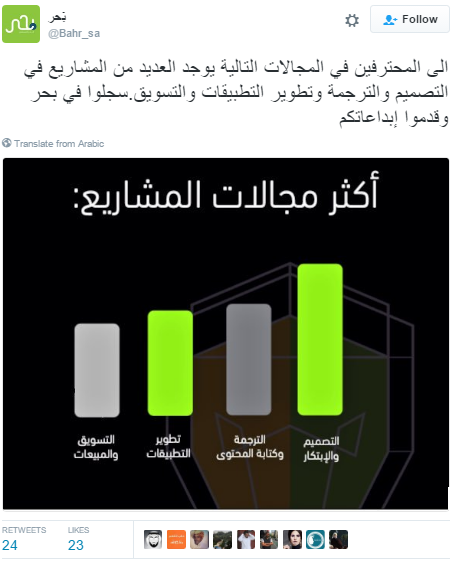 بحر
بَحر
@Bahr_sa
Follow
الى المحترفين في المجالات التالية يوجد العديد من المشاريع في
التصميم والترجمة وتطوير التطبيقات والتسويق.سجلوا في بحر
وقدموا إبداعاتكم
Translate from Arabic
أكثر مجالات المشاريع:
التصميم
والإبتكار
الترجمة
وكتابة المحتوى
تطوير
التطبيقات
التسويق
والمبيعات
RETWEETS
24
LIKES
23